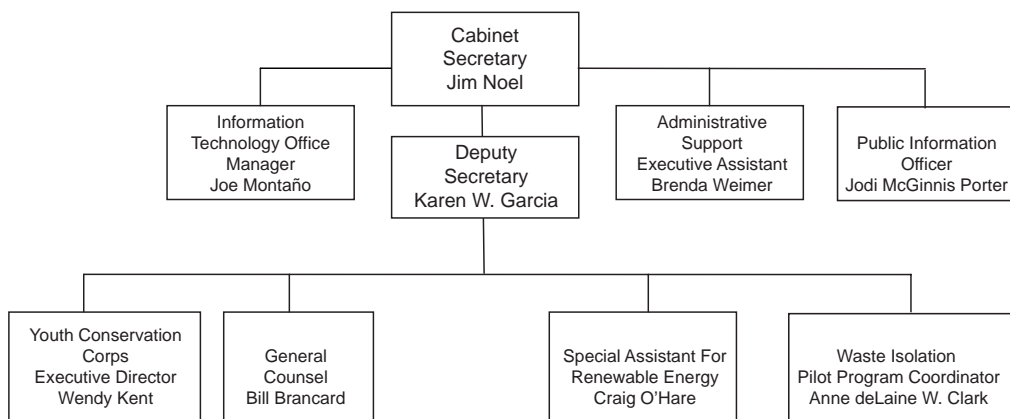 Cabinet
Secretary
Jim Noel
Information
Technology Office
Manager
Joe Montaño
Deputy
Secretary
Karen W. Garcia
Administrative
Support
Executive Assistant
Brenda Weimer
Public Information
Officer
Jodi McGinnis Porter
Youth Conservation
Corps
Executive Director
Wendy Kent
General
Counsel
Bill Brancard
Special Assistant For
Renewable Energy
Craig O'Hare
Waste Isolation
Pilot Program Coordinator
Anne deLaine W. Clark